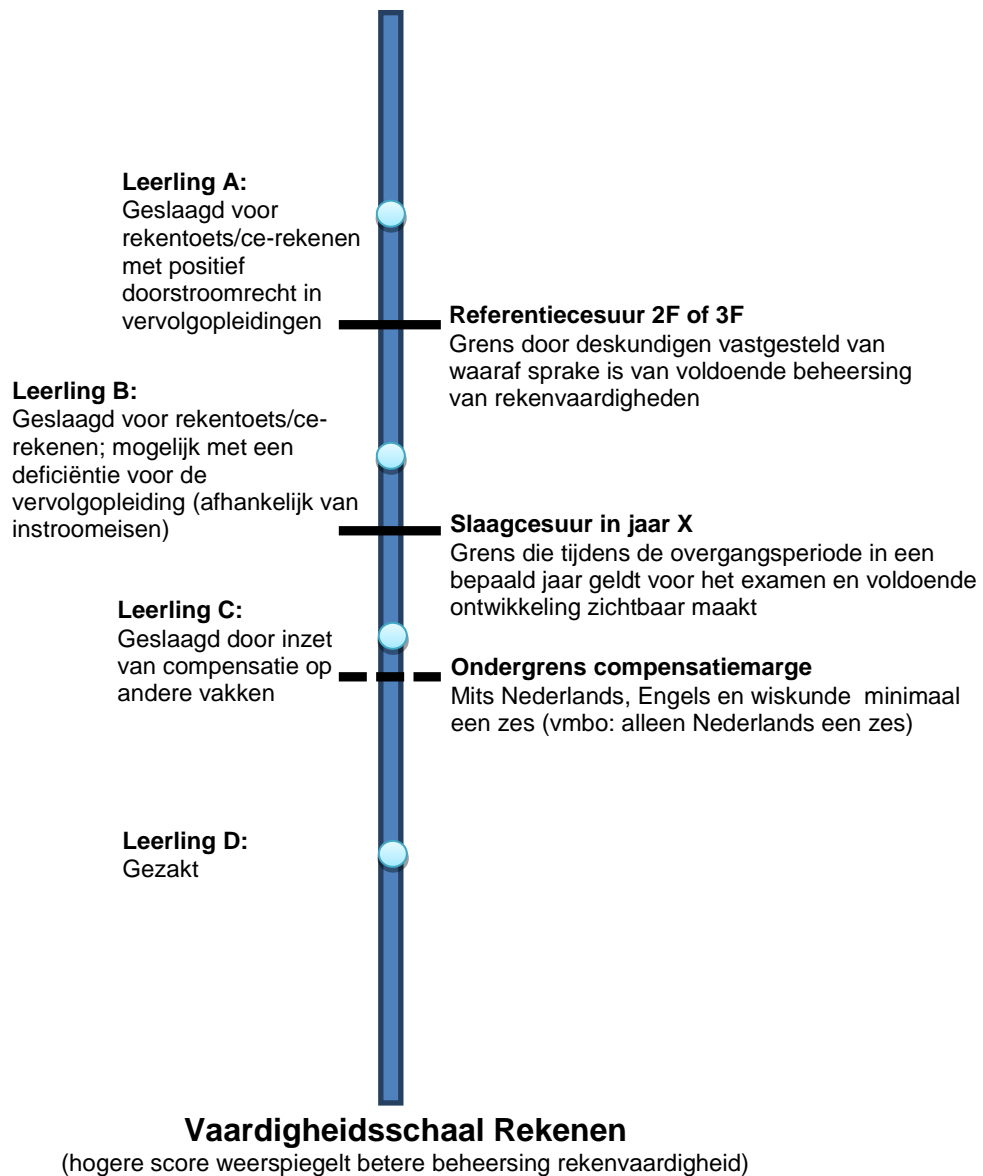 Leerling A:
Geslaagd voor
rekentoets/ce-rekenen
met positief
doorstroomrecht in
vervolgopleidingen
Referentiecesuur 2F of 3F
Grens door deskundigen vastgesteld van
waaraf sprake is van voldoende beheersing
van rekenvaardigheden
Leerling B:
Geslaagd voor rekentoets/ce-
rekenen; mogelijk met een
deficiëntie voor de
vervolgopleiding (afhankelijk van
instroomeisen)
Slaagcesuur in jaar X
Grens die tijdens de overgangsperiode in een
bepaald jaar geldt voor het examen en voldoende
ontwikkeling zichtbaar maakt
Leerling C:
Geslaagd door inzet
van compensatie op
andere vakken
Ondergrens compensatiemarge
Mits Nederlands, Engels en wiskunde  minimaal
een zes (vmbo: alleen Nederlands een zes)
Leerling D:
Gezakt
Vaardigheidsschaal Rekenen
(hogere score weerspiegelt betere beheersing rekenvaardigheid)